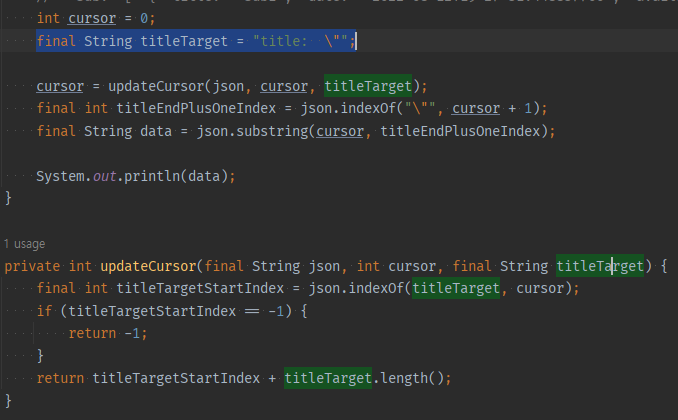 int cursor = 0;
final String titleTarget = "title: \"";
cursor = updateCursor(json, cursor, titleTarget);
final int titleEndPlusOneIndex = json.indexOf("\"", cursor + 1);
final String data = json.substring(cursor, titleEndPlusOneIndex);
System.out.println(data);
}
1 usage
private int updateCursor(final String json, int cursor, final String titleTarget) {
final int titleTargetStartIndex = json.indexOf(titleTarget, cursor);
if (titleTargetStartIndex == -1) {
return -1;
}
return titleTargetStartIndex + titleTarget.length();
}